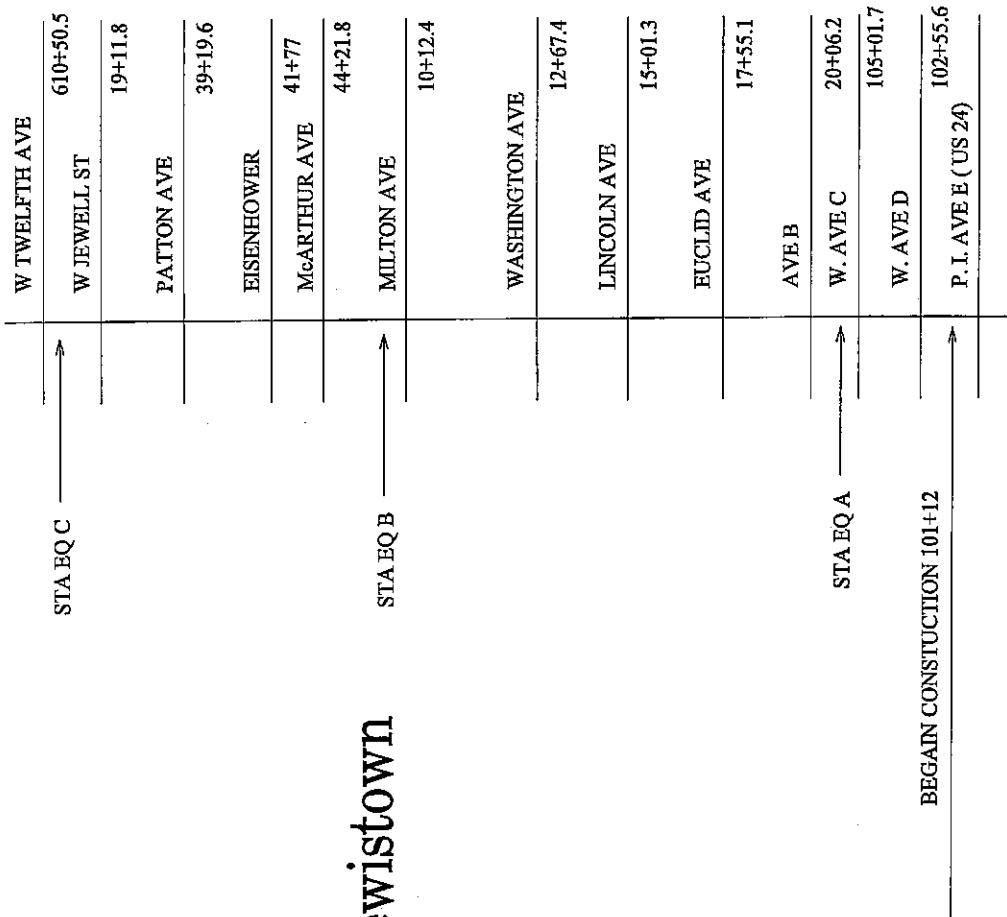 W TWELFTH AVE
610+50.5
W JEWELL ST
19+11.8
PATTON AVE
39+19.6
EISENHOWER
41+77
McARTHUR AVE
44+21.8
MILTON AVE
10+12.4
WASHINGTON AVE
12+67.4
LINCOLN AVE
15+01.3
EUCLID AVE
17+55.1
AVE B
20+06.2
W. AVE C
105+01.7
W. AVE D
102+55.6
P. I. AVE E ( US 24)
STA EQ C
STA EQ B
STA EQ A
BEGAIN CONSTUCTION 101+12
wistown